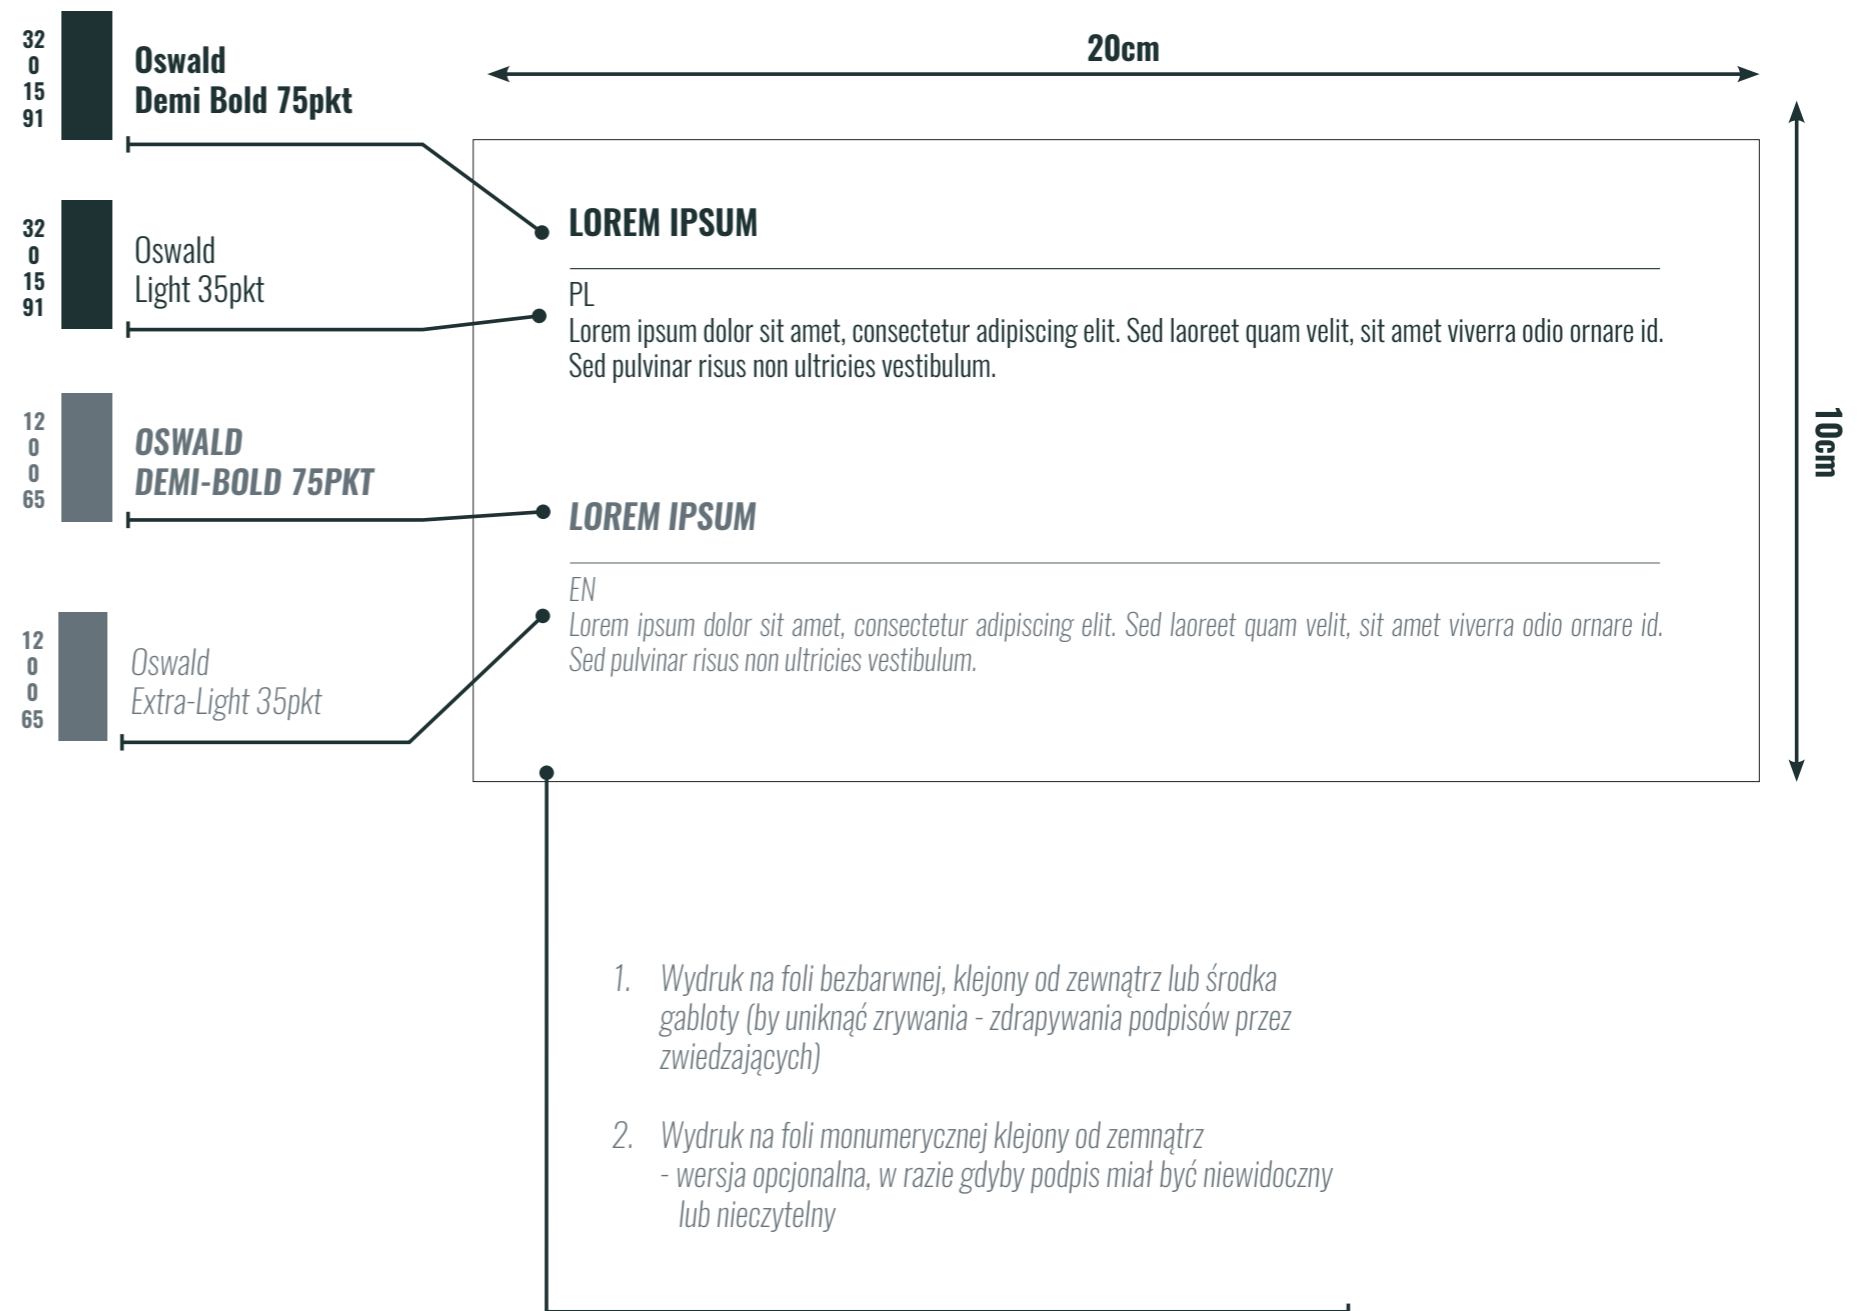 32
0
15
91
Oswald
Demi Bold 75pkt
20cm
32
0
15
91
Oswald
Light 35pkt
LOREM IPSUM
PL
Lorem ipsum dolor sit amet, consectetur adipiscing elit. Sed laoreet quam velit, sit amet viverra odio ornare id.
Sed pulvinar risus non ultricies vestibulum.
10cm
12
0
0
65
OSWALD
DEMI-BOLD 75PKT
LOREM IPSUM
EN
Lorem ipsum dolor sit amet, consectetur adipiscing elit. Sed laoreet quam velit, sit amet viverra odio ornare id.
Sed pulvinar risus non ultricies vestibulum.
12
0
0
65
Oswald
Extra-Light 35pkt
1. Wydruk na foli bezbarwnej, klejony od zewnątrz lub środka
gabloty (by uniknąć zrywania - zdrapywania podpisów przez
zwiedzających)
2. Wydruk na foli monumerycznej klejony od zemnątrz
- wersja opcjonalna, w razie gdyby podpis miał być niewidoczny
lub nieczytelny